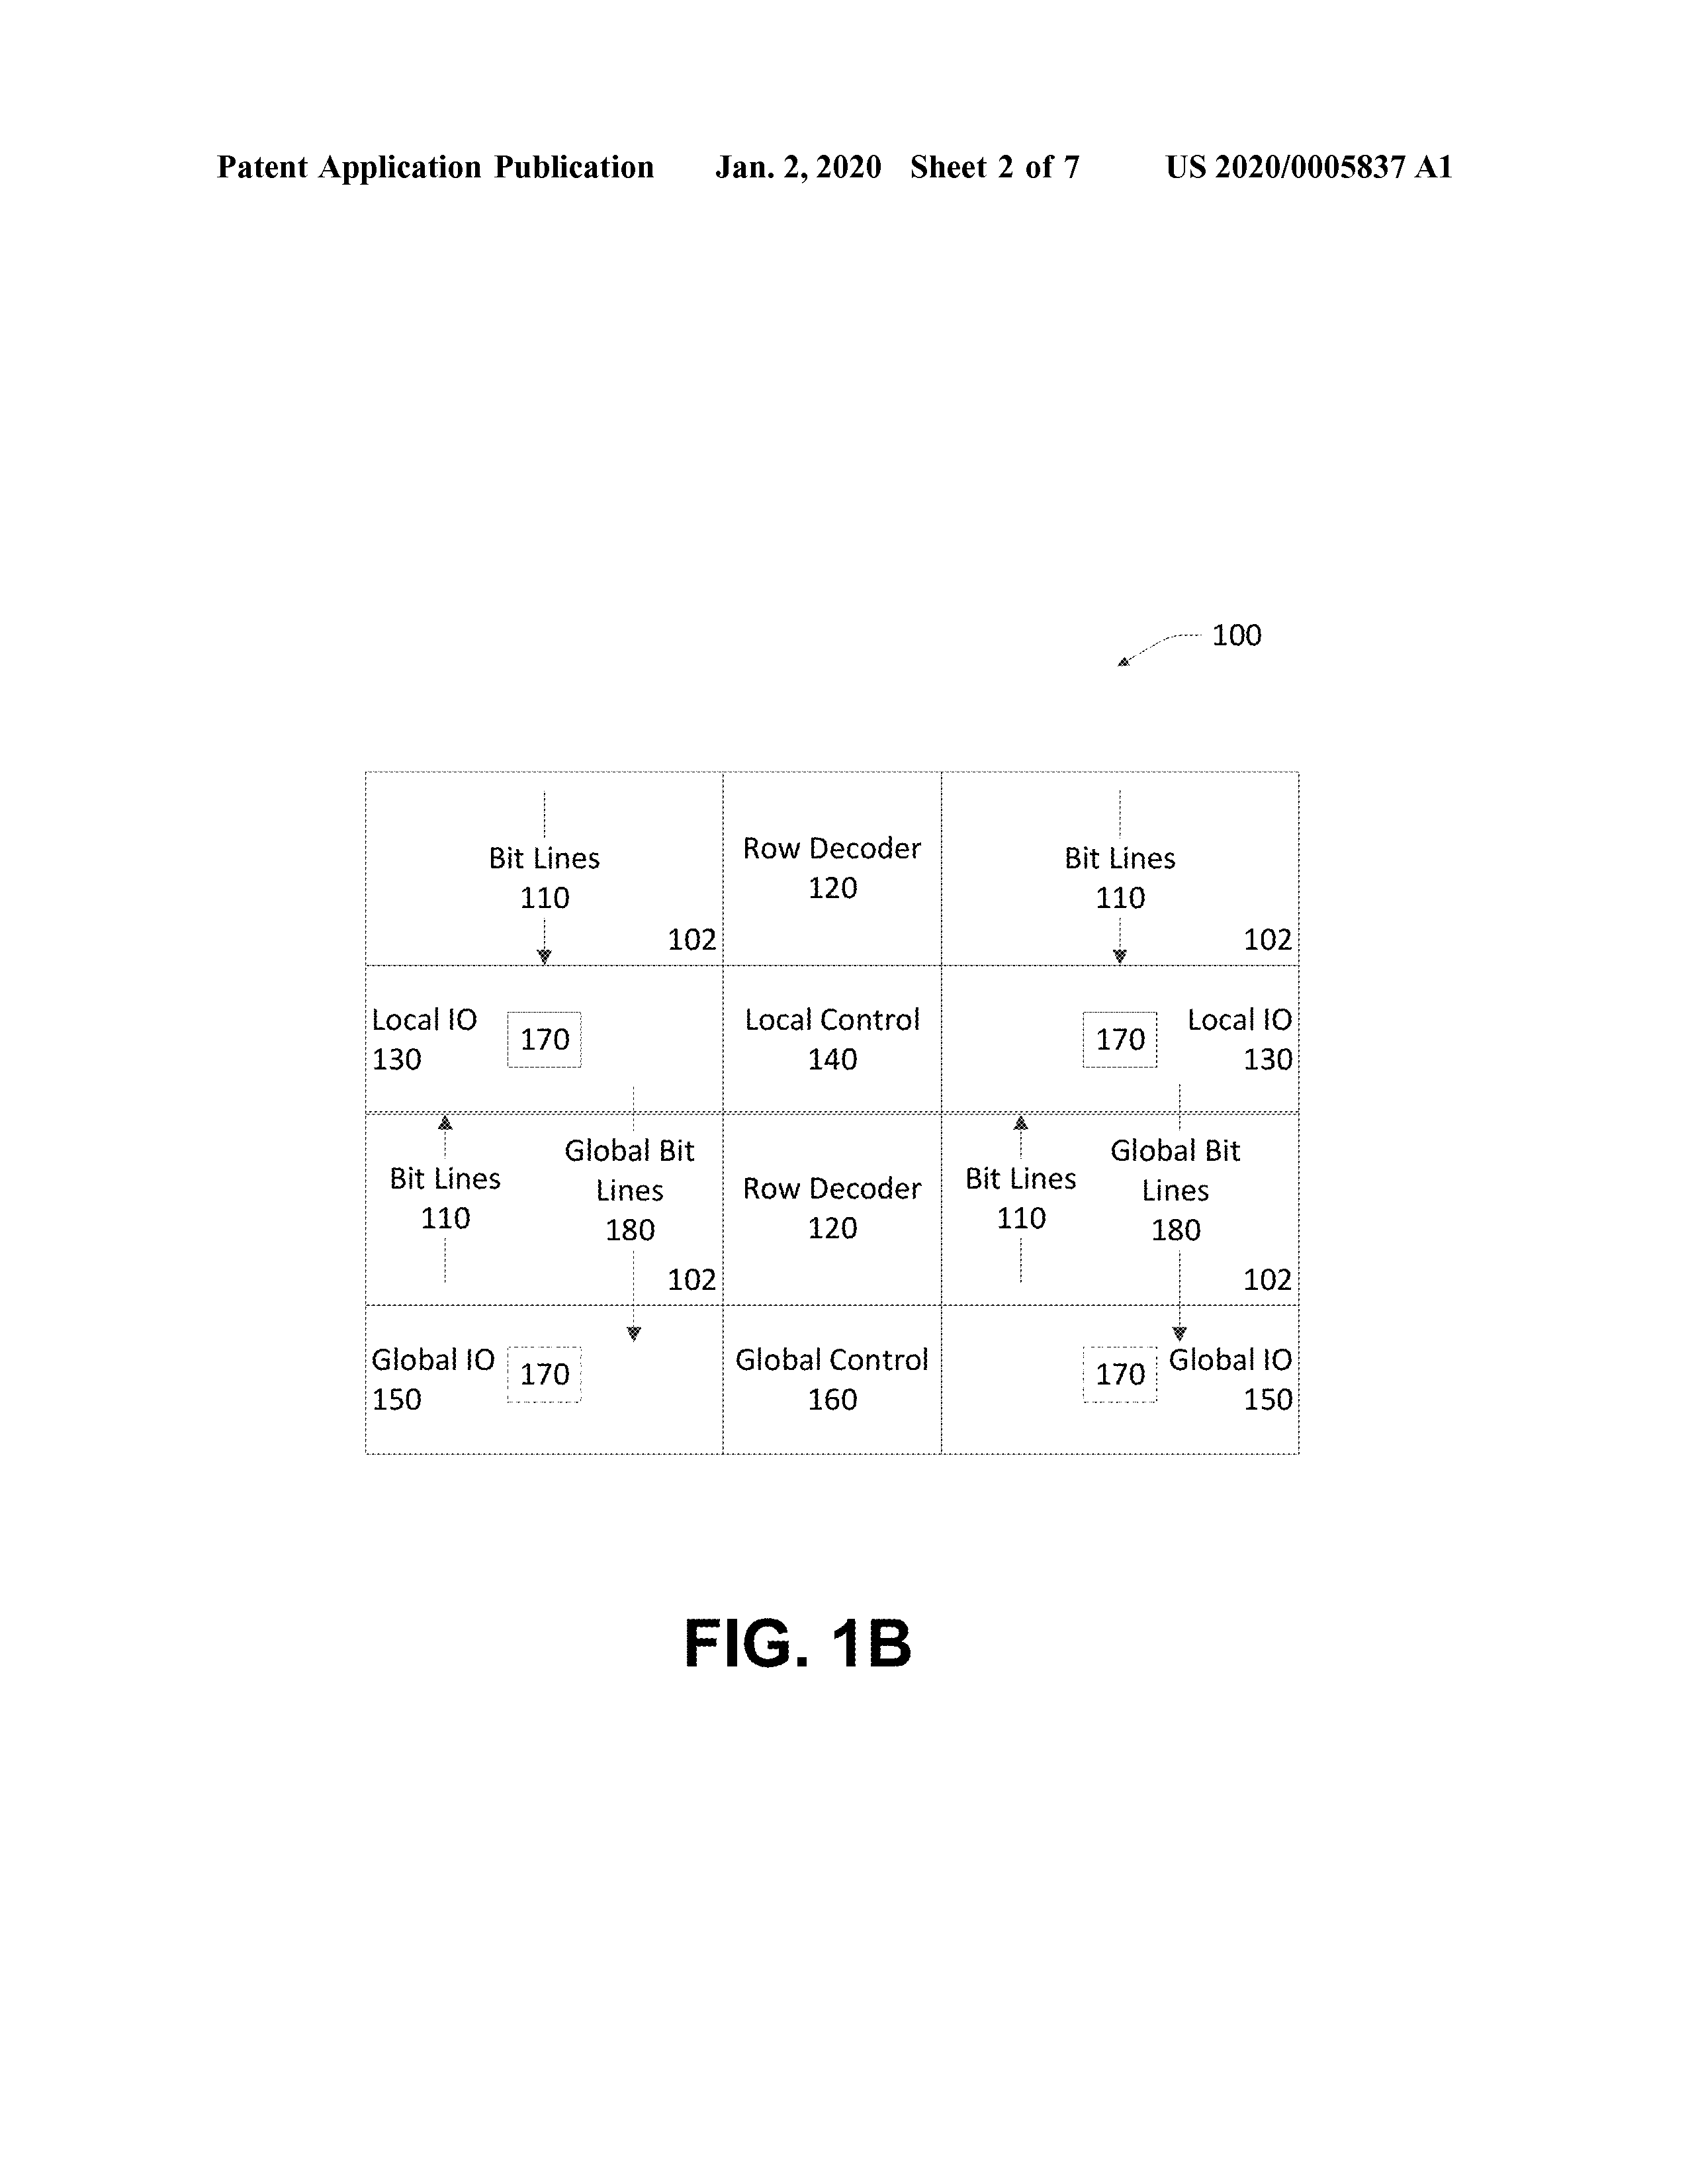 Patent Application Publication Jan. 2, 2020 Sheet 2 of 7 US 2020/0005837 A1
100
Bit Lines
110
102
Row Decoder
120
Bit Lines
110
102
Local IO
130
170
Local Control
140
170
Local IO
130
Bit Lines
110
Global Bit
Lines
180
102
Row Decoder
120
Bit Lines
110
Global Bit
Lines
180
102
Global IO
150
170
Global Control
160
170
Global IO
150
FIG. 1B